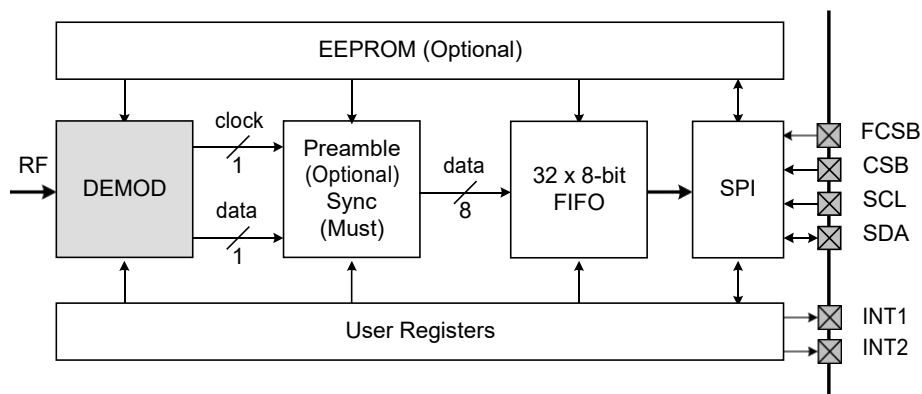 EEPROM (Optional)
RF
DEMOD
clock
1
data
1
Preamble
(Optional)
Sync
(Must)
data
8
32 x 8-bit
FIFO
SPI
FCSB
CSB
SCL
SDA
User Registers
INT1
INT2